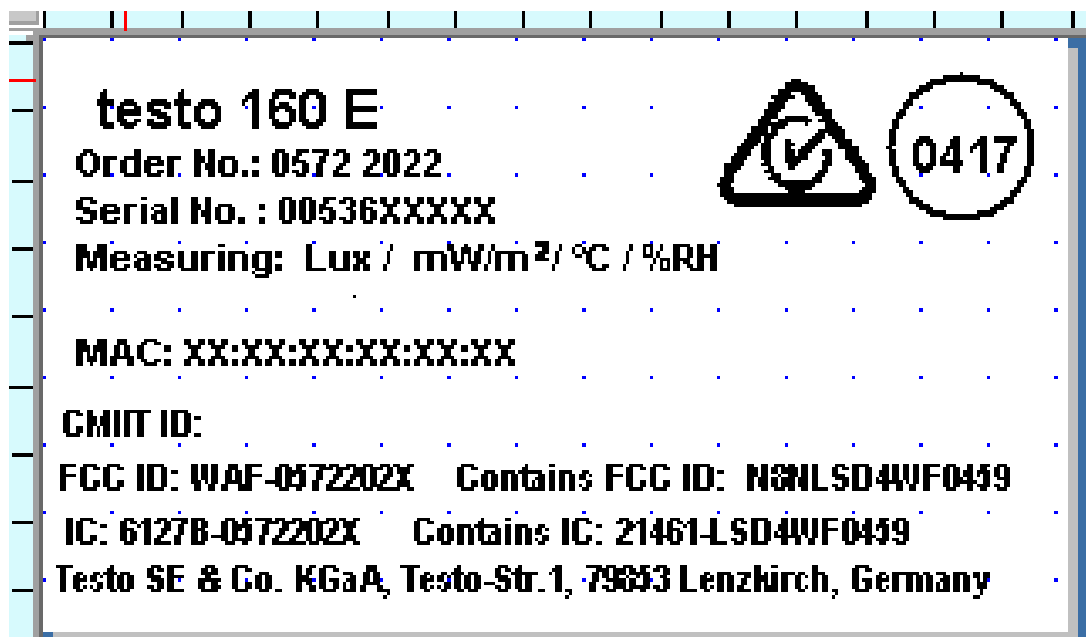 testo 160 E
0417
Order No.: 0572 2022
Serial No. : 00536XXXXX
Measuring: Lux / mW/m²/ °C / %RH
MAC: XX:XX:XX:XX:XX:XX
CMIIT ID:
FCC ID: WAF-0572202X Contains FCC ID: N8NLSD4WF0459
IC: 6127B-0572202X Contains IC: 21461-LSD4WF0459
Testo SE & Co. KGaA, Testo-Str.1, 79853 Lenzkirch, Germany